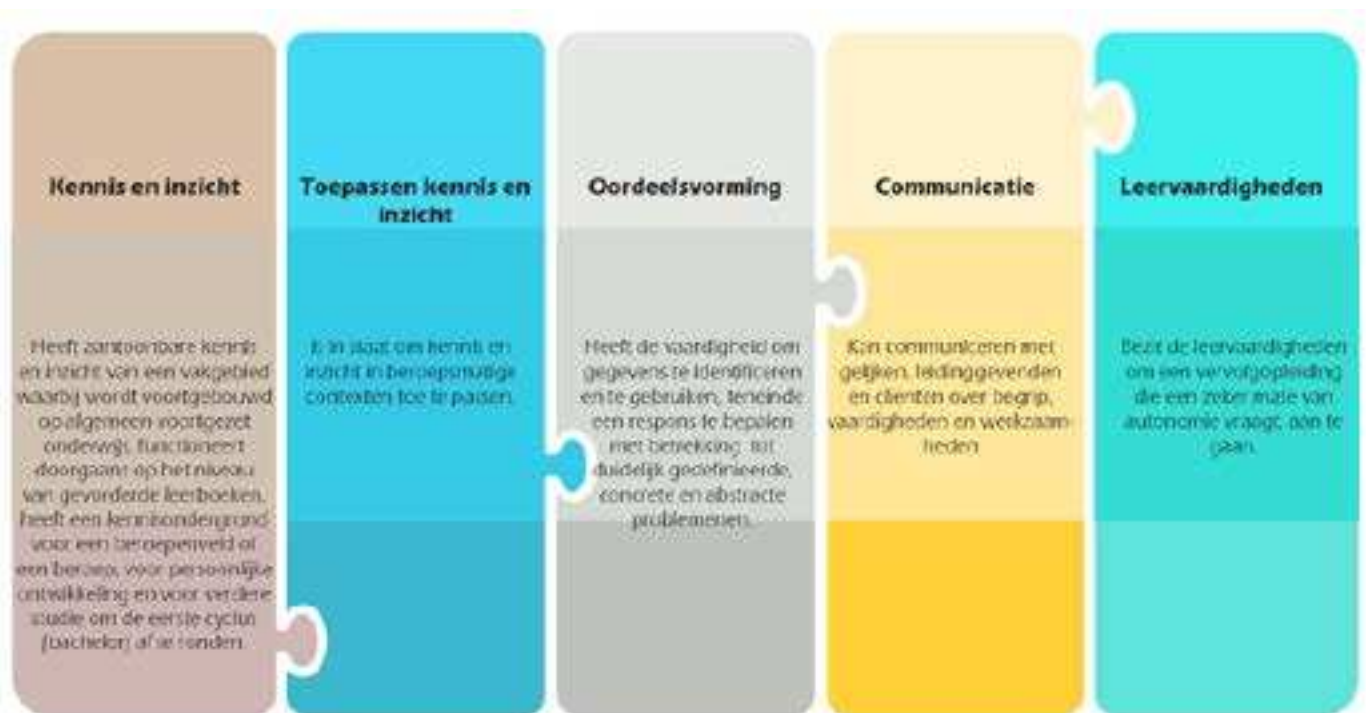 Kennis en inzicht
Heeft aantoonbare kennis
en inzicht van een vakgebied
waarbij wordt voortgebouwd
op algemeen voortgezet
onderwijs, functioneert
doorgaans op het niveau
van gevorderde leerboeken,
heeft een kennisondergrond
voor een beroepenveld of
een beroep, voor persoonlijke
ontwikkeling en voor verdere
studie om de eerste cyclus
(bachelor) af te ronden.
Toepassen kennis en
inzicht
Is in staat om kennis en
inzicht in beroepsmatige
contexten toe te passen.
Oordeelsvorming
Heeft de vaardigheid om
gegevens te identificeren
en te gebruiken, teneinde
een respons te bepalen
met betrekking tot
duidelijk gedefinieerde,
concrete en abstracte
Communicatie
Kan communiceren met
gelijken, leidinggevenden
en cliënten over begrip,
vaardigheden en werkzaam-
heden
Leervaardigheden
Bezit de leervaardigheden
om een vervolgopleiding
die een zeker mate van
autonomie vraagt, aan te
gaan.